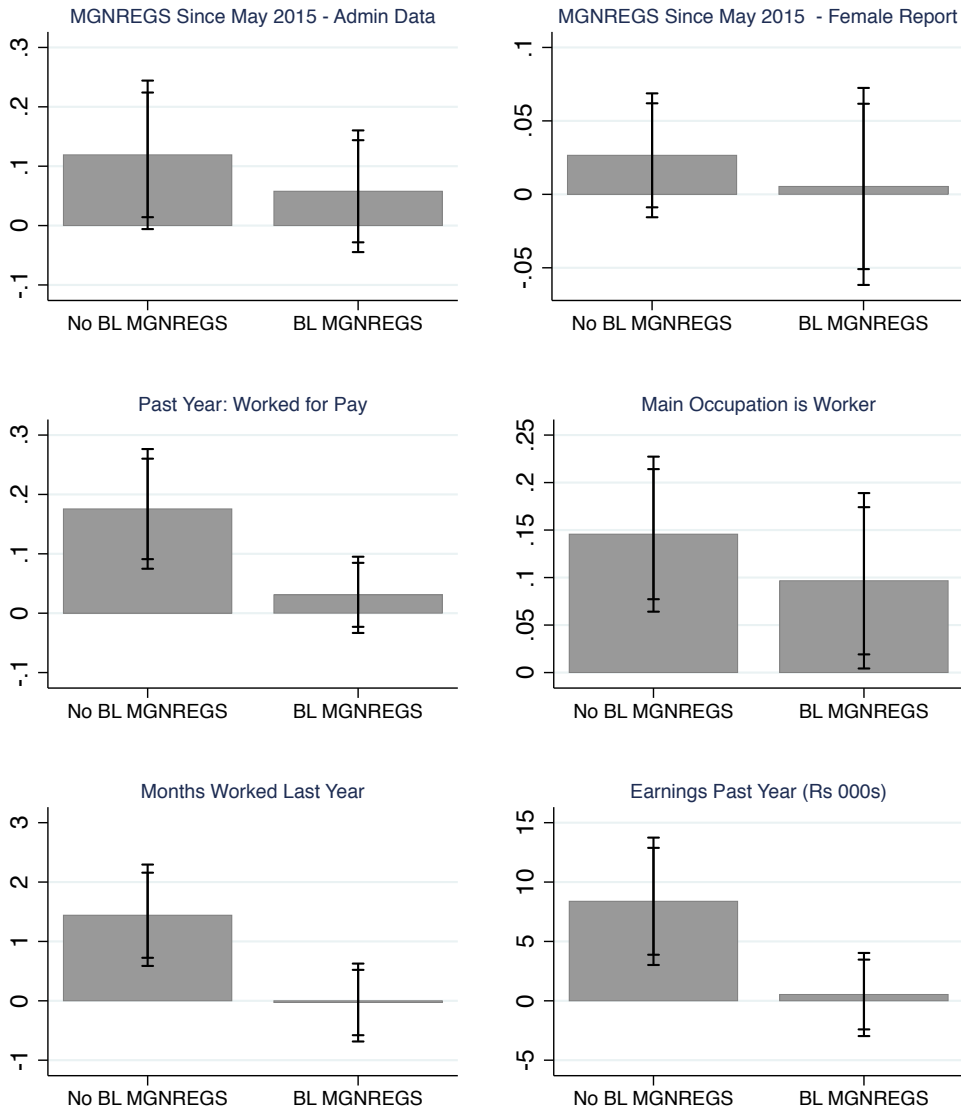 MGNREGS Since May 2015 - Admin Data
.3
.2
.1
0
-.1
No BL MGNREGS BL MGNREGS
MGNREGS Since May 2015 - Female Report
.1
.05
0
-.05
No BL MGNREGS BL MGNREGS
Past Year: Worked for Pay
.3
.2
.1
0
-.1
No BL MGNREGS BL MGNREGS
Main Occupation is Worker
.25
.2
.15
.1
.05
0
No BL MGNREGS BL MGNREGS
Months Worked Last Year
3
2
1
0
-1
No BL MGNREGS BL MGNREGS
Earnings Past Year (Rs 000s)
15
10
5
0
-5
No BL MGNREGS BL MGNREGS